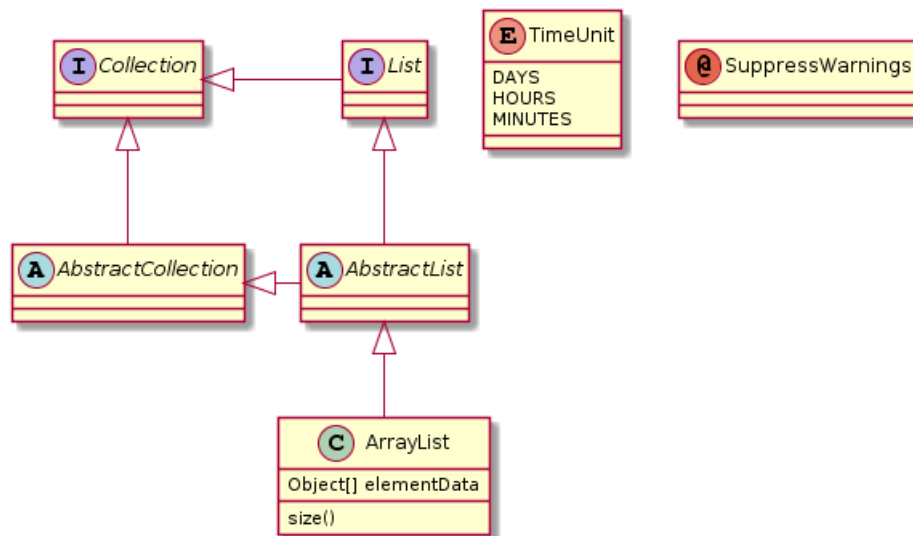 I Collection
I List
E TimeUnit
DAYS
HOURS
MINUTES
@ SuppressWarnings
A AbstractCollection
A AbstractList
C ArrayList
Object[] elementData
size()